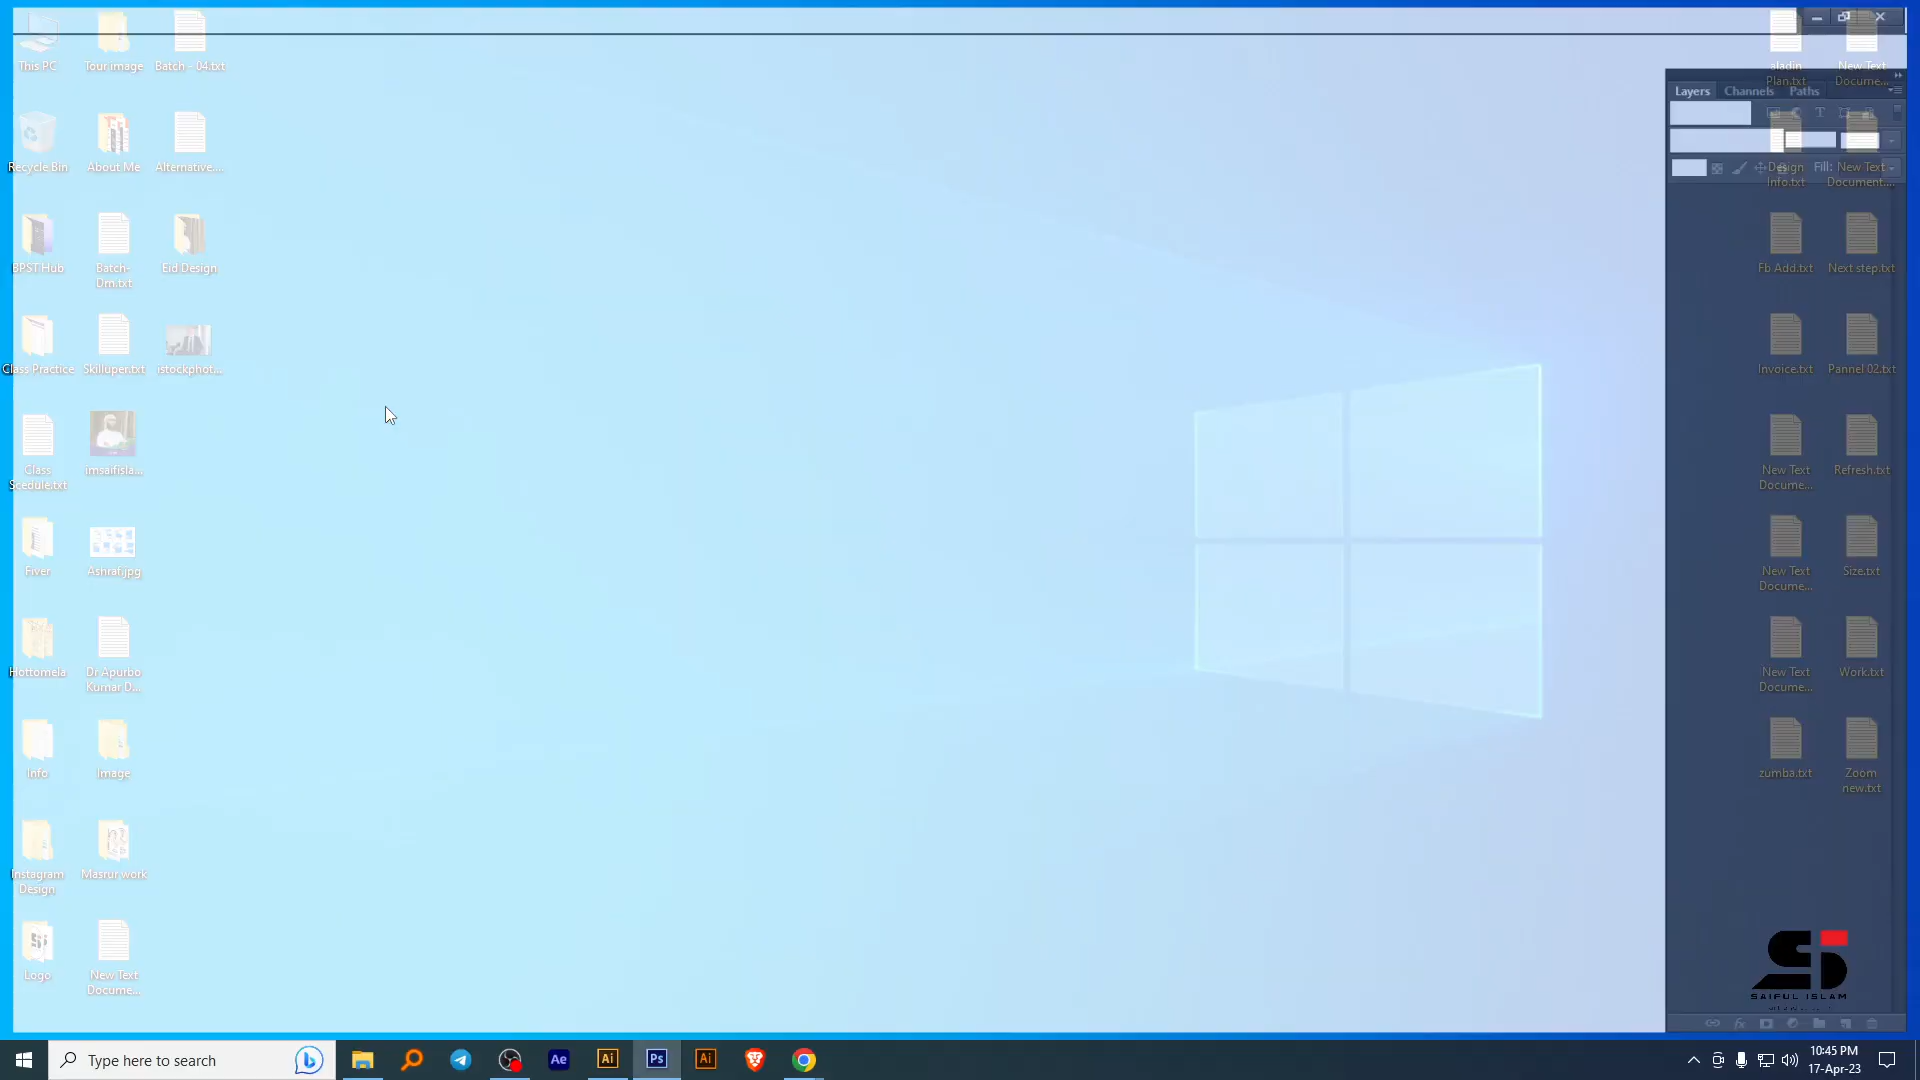 This PC
Tour image
Batch - 04.txt
aladin
Plan.txt
New Text
Docume...
Layers
Channels
Paths
Recycle Bin
About Me
Alternative....
Design
Info.txt
Fill:
New Text
Document....
BPST Hub
Batch-
Dm.txt
Eid Design
Fb Add.txt
Next step.txt
Class Practice
Skilluper.txt
istockphot...
Invoice.txt
Pannel 02.txt
Class
Scedule.txt
imsaifisla...
New Text
Docume...
Refresh.txt
Fiver
Ashraf.jpg
New Text
Docume...
Size.txt
Hottomela
Dr Apurbo
Kumar D...
New Text
Docume...
Work.txt
Info
Image
zumba.txt
Zoom
new.txt
Instagram
Design
Masrur work
Logo
New Text
Docume...
SAIFUL ISLAM
Type here to search
Ae
Ai
Ps
Ai
10:45 PM
17-Apr-23